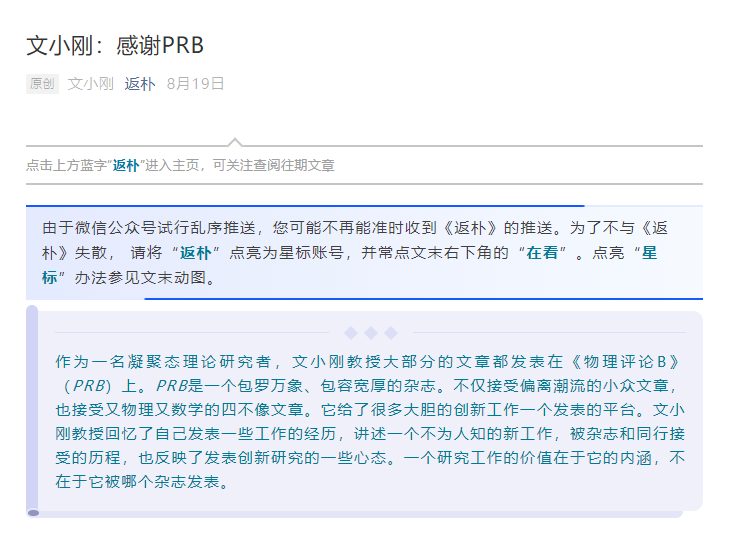 文小刚：感谢PRB
原创 文小刚 返朴 8月19日
点击上方蓝字“返朴”进入主页，可关注查阅往期文章
由于微信公众号试行乱序推送，您可能不再能准时收到《返朴》的推送。为了不与《返
朴》失散， 请将“返朴”点亮为星标账号，并常点文末右下角的“在看”。点亮“星
标”办法参见文末动图。
作为一名凝聚态理论研究者，文小刚教授大部分的文章都发表在《物理评论B》
（PRB）上。PRB是一个包罗万象、包容宽厚的杂志。不仅接受偏离潮流的小众文章，
也接受又物理又数学的四不像文章。它给了很多大胆的创新工作一个发表的平台。文小
刚教授回忆了自己发表一些工作的经历，讲述一个不为人知的新工作，被杂志和同行接
受的历程，也反映了发表创新研究的一些心态。一个研究工作的价值在于它的内涵，不
在于它被哪个杂志发表。